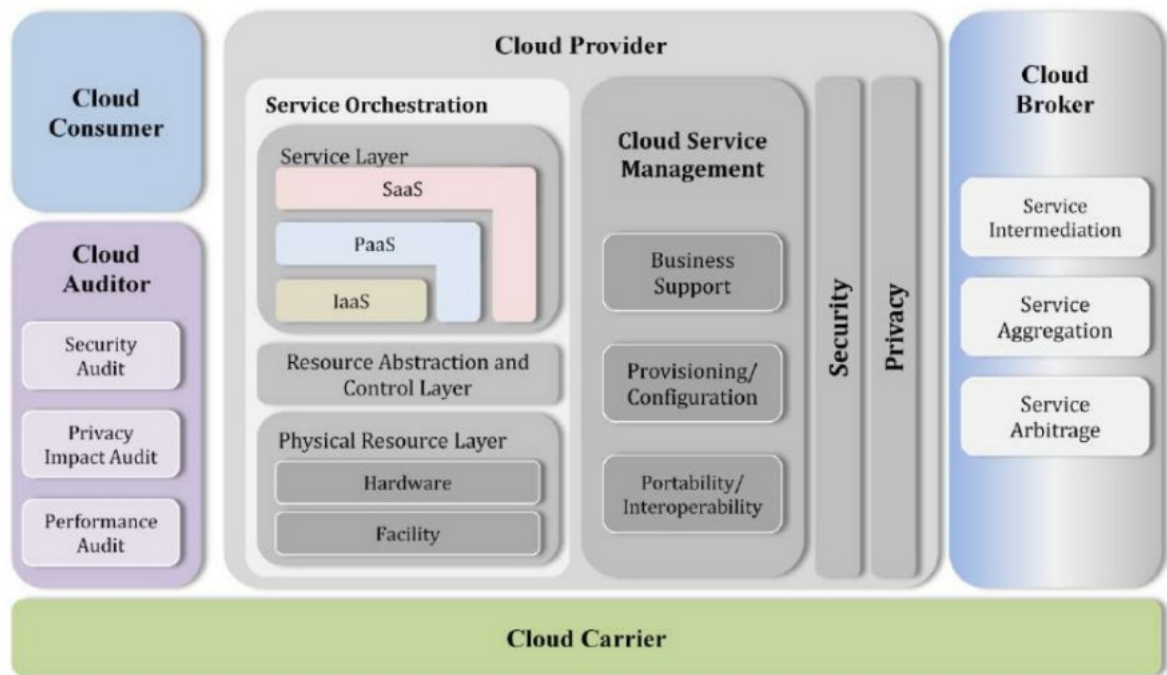 Cloud
Consumer
Cloud
Auditor
Security
Audit
Privacy
Impact Audit
Performance
Audit
Cloud Provider
Service Orchestration
Service Layer
SaaS
PaaS
IaaS
Resource Abstraction and
Control Layer
Physical Resource Layer
Hardware
Facility
Cloud Service
Management
Business
Support
Provisioning/
Configuration
Portability/
Interoperability
Security
Privacy
Cloud
Broker
Service
Intermediation
Service
Aggregation
Service
Arbitrage
Cloud Carrier